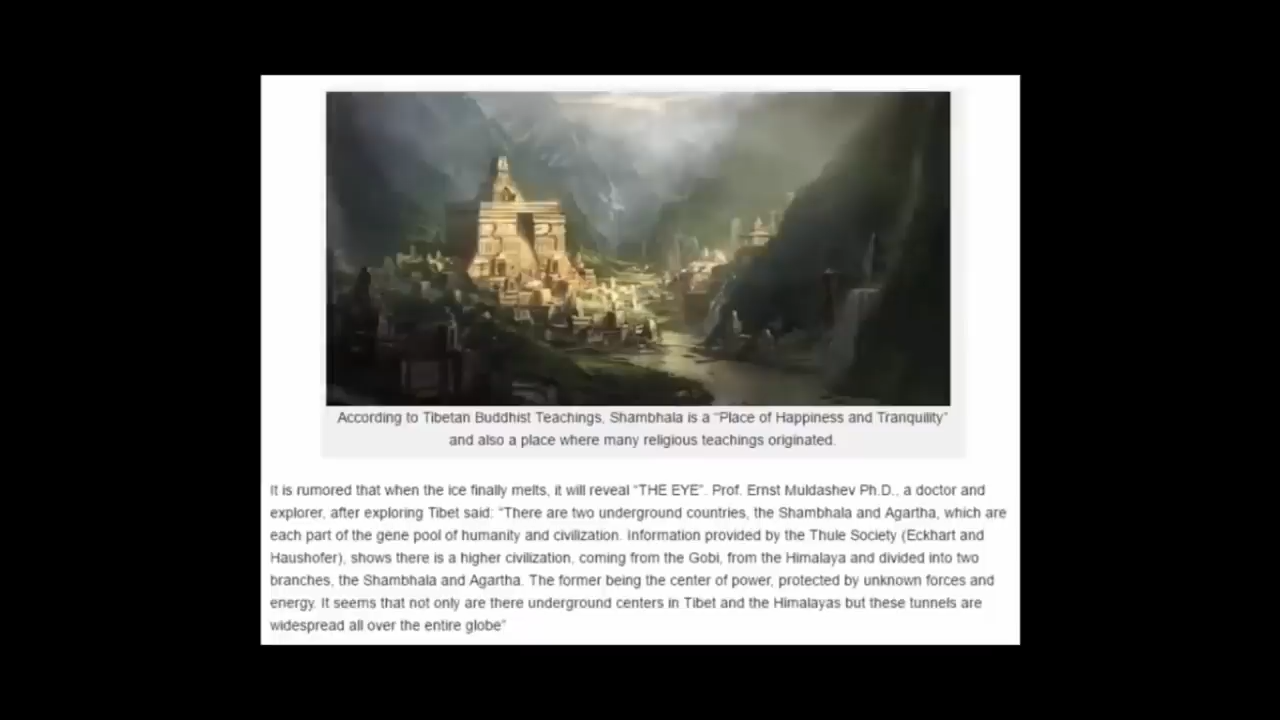 According to Tibetan Buddhist Teachings, Shambhala is a “Place of Happiness and Tranquility”
and also a place where many religious teachings originated.
It is rumored that when the ice finally melts, it will reveal “THE EYE”. Prof. Ernst Muldashev Ph.D., a doctor and
explorer, after exploring Tibet said: “There are two underground countries, the Shambhala and Agartha, which are
each part of the gene pool of humanity and civilization. Information provided by the Thule Society (Eckhart and
Haushofer), shows there is a higher civilization, coming from the Gobi, from the Himalaya and divided into two
branches, the Shambhala and Agartha. The former being the center of power, protected by unknown forces and
energy. It seems that not only are there underground centers in Tibet and the Himalayas but these tunnels are
widespread all over the entire globe”